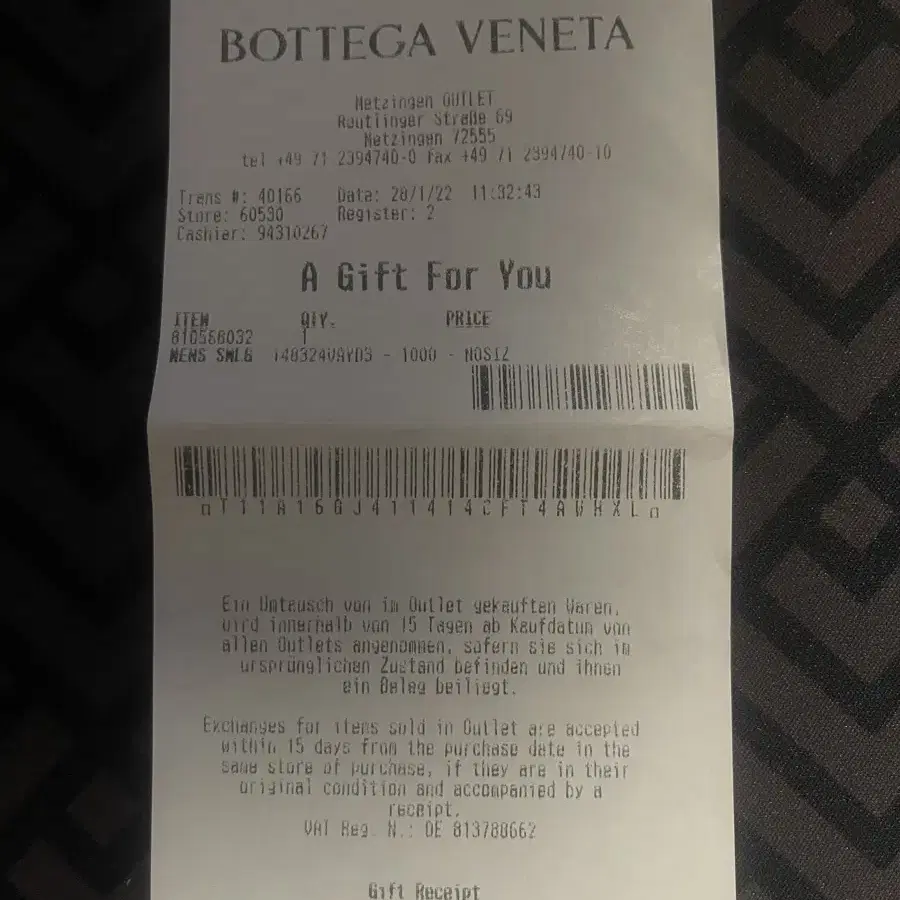 BOTTEGA VENETA
Metzingen OUTLET
Reutlinger Straße 69
Metzingen 72555
tel +49 71 2394740-0 fax +49 71 2394740-10
Trans #: 40166 Date: 28/1/22 11:32:43
Store: 60530 Register: 2
Cashier: 94310267
A Gift For You
ITEM QTY. PRICE
810568032 1
MENS SMLG 148324VAYD3 - 1000 - NOSIZ
T11A16GJ411414CFT4AWHXL
Ein Umtausch von im Outlet gekauften Waren,
wird innerhalb von 15 Tagen ab Kaufdatum von
allen Outlets angenommen, sofern sie sich im
ursprünglichen Zustand befinden und ihnen
ein Beleg beiliegt.
Exchanges for items sold in Outlet are accepted
within 15 days from the purchase date in the
same store of purchase, if they are in their
original condition and accompanied by a
receipt.
VAT Reg. N.: DE 813788662
Gift Receipt